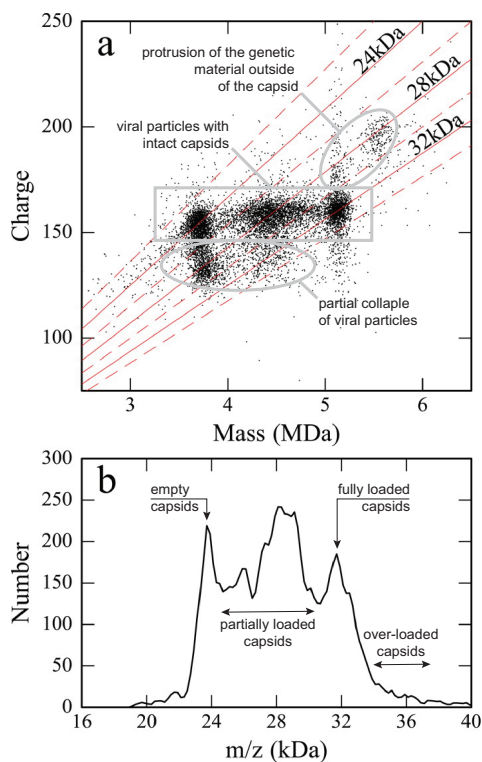 250
a
24kDa
protrusion of the genetic
material outside
of the capsid
28kDa
200
32kDa
viral particles with
intact capsids
Charge
150
partial collaple
of viral particles
100
3 4 5 6
Mass (MDa)
300
b
empty
capsids
fully loaded
capsids
250
200
Number
150
partially loaded
capsids
100
over-loaded
capsids
50
0
16 20 24 28 32 36 40
m/z (kDa)